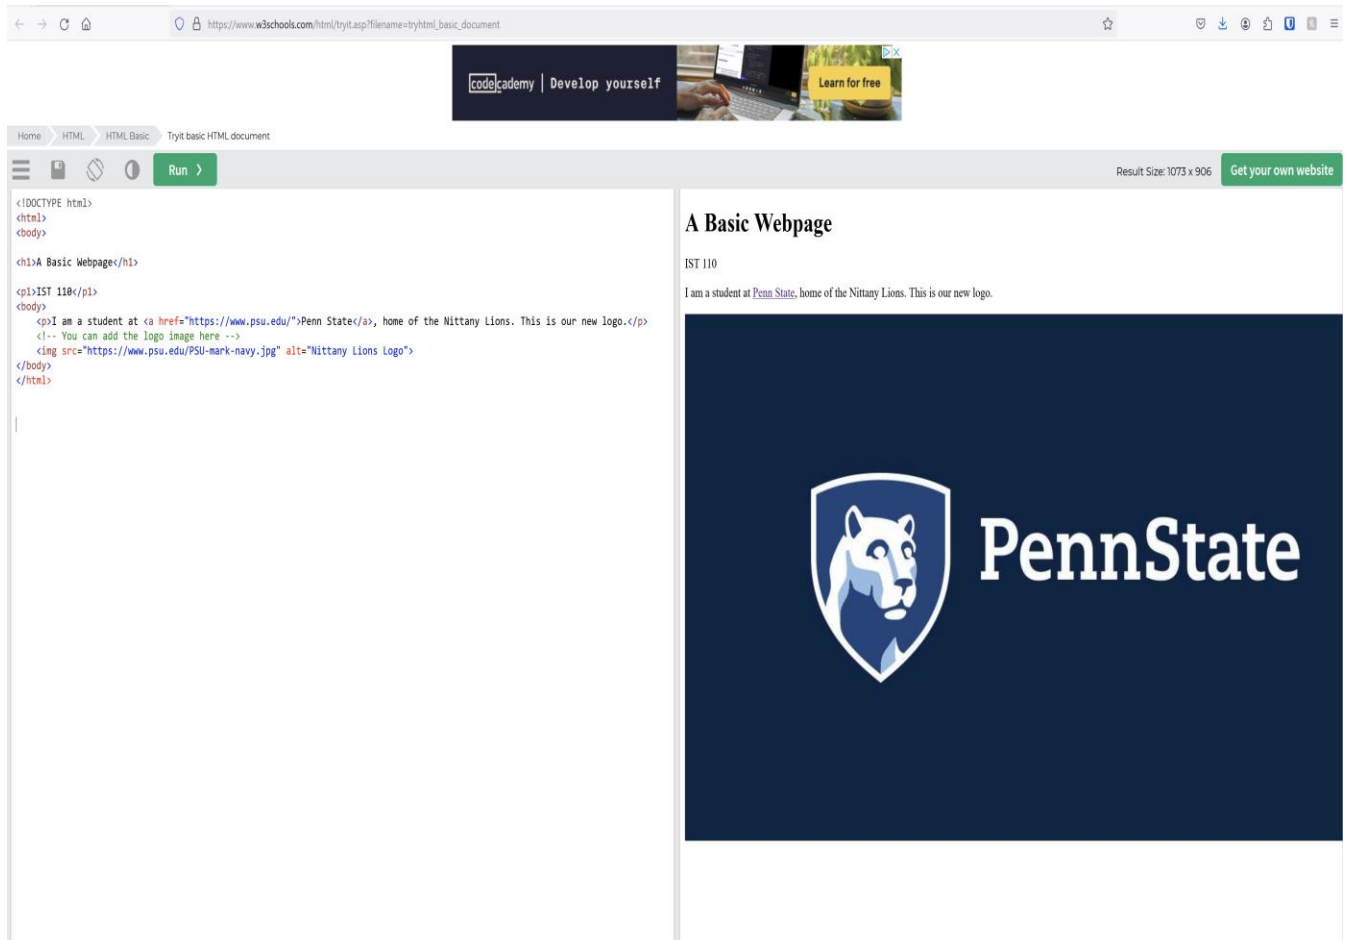 https://www.w3schools.com/html/tryit.asp?filename=tryhtml_basic_document
codecademy | Develop yourself
Learn for free
Home HTML HTML Basic Tryit basic HTML document
Run ❯
Result Size: 1073 x 906
Get your own website
<!DOCTYPE html>
<html>
<body>
<h1>A Basic Webpage</h1>
<p1>IST 110</p1>
<body>
<p>I am a student at <a href="https://www.psu.edu/">Penn State</a>, home of the Nittany Lions. This is our new logo.</p>
<!-- You can add the logo image here -->
<img src="https://www.psu.edu/PSU-mark-navy.jpg" alt="Nittany Lions Logo">
</body>
</html>
A Basic Webpage
IST 110
I am a student at Penn State, home of the Nittany Lions. This is our new logo.
PennState